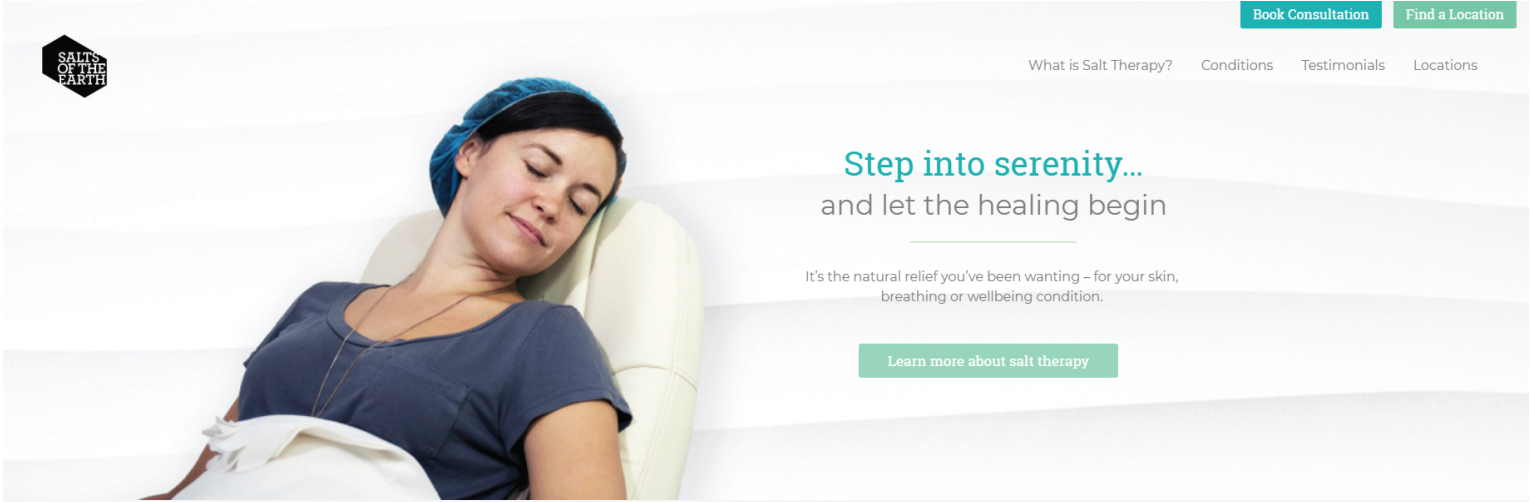 Book Consultation
Find a Location
SALTS
OF THE
EARTH
What is Salt Therapy?
Conditions
Testimonials
Locations
Step into serenity...
and let the healing begin
It's the natural relief you've been wanting – for your skin,
breathing or wellbeing condition.
Learn more about salt therapy